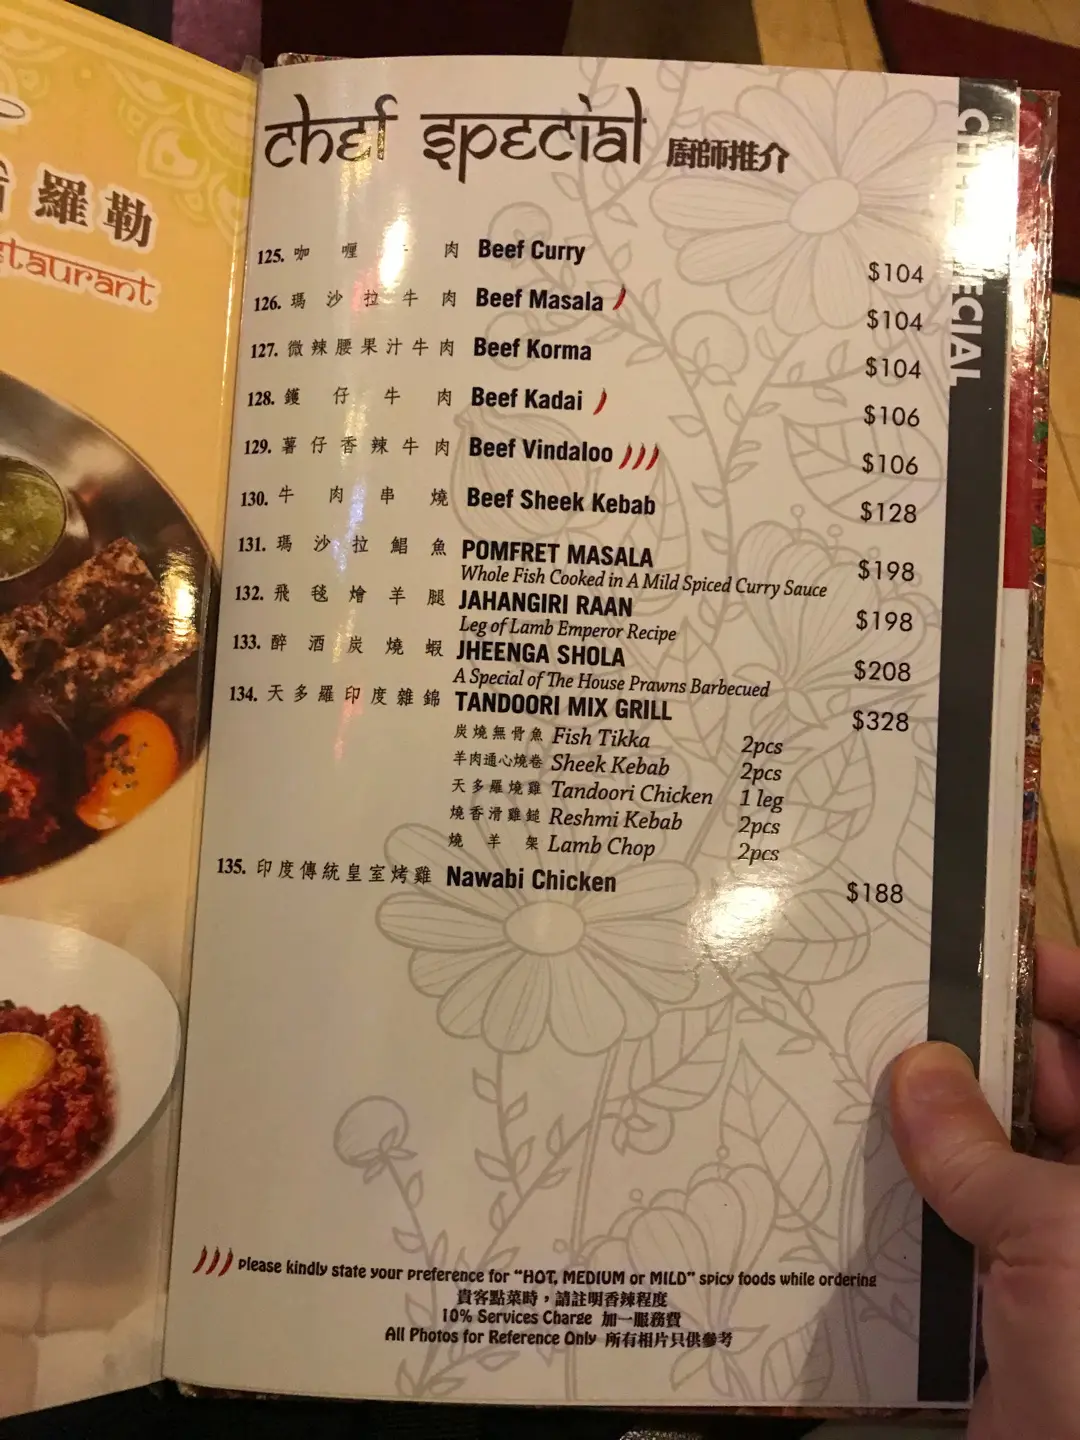 羅勒
Chef Special 廚師推介
125. 咖喱 肉 Beef Curry $104
126. 瑪沙拉牛肉 Beef Masala $104
127. 微辣腰果汁牛肉 Beef Korma $104
128. 鑊仔牛肉 Beef Kadai $106
129. 薯仔香辣牛肉 Beef Vindaloo $106
130. 牛肉串燒 Beef Sheek Kebab $128
131. 瑪沙拉鯧魚 POMFRET MASALA $198
Whole Fish Cooked in A Mild Spiced Curry Sauce
132. 飛毯燴羊腿 JAHANGIRI RAAN $198
Leg of Lamb Emperor Recipe
133. 醉酒炭燒蝦 JHEENGA SHOLA $208
A Special of The House Prawns Barbecued
134. 天多羅印度雜錦 TANDOORI MIX GRILL $328
炭燒無骨魚 Fish Tikka 2pcs
羊肉通心燒卷 Sheek Kebab 2pcs
天多羅燒雞 Tandoori Chicken 1 leg
燒香滑雞鎚 Reshmi Kebab 2pcs
燒羊架 Lamb Chop 2pcs
135. 印度傳統皇室烤雞 Nawabi Chicken $188
Please kindly state your preference for "HOT, MEDIUM or MILD" spicy foods while ordering
貴客點菜時，請註明香辣程度
10% Services Charge 加一服務費
All Photos for Reference Only 所有相片只供參考